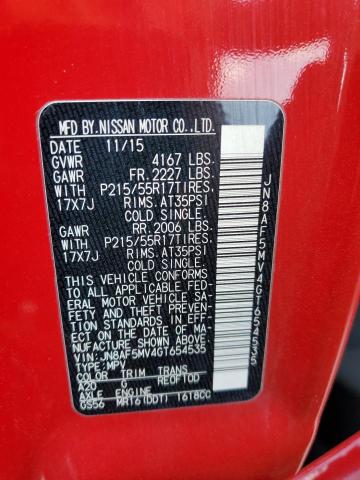 MFD.BY.NISSAN MOTOR CO.,LTD.
DATE 11/15
GVWR 4167 LBS.
GAWR FR. 2227 LBS.
WITH P215/55R17TIRES,
17X7J RIMS.AT35PSI
COLD SINGLE.
GAWR RR. 2006 LBS.
WITH P215/55R17TIRES,
17X7J RIMS.AT35PSI
COLD SINGLE.
THIS VEHICLE CONFORMS
TO ALL APPLICABLE FED-
ERAL MOTOR VEHICLE SA-
FETY AND THEFT PREVEN-
TION STANDARDS IN EFF-
ECT ON THE DATE OF MA-
NUFACTURE SHOWN ABOVE.
VIN: JN8AF5MV4GT654535
TYPE: MPV
COLOR TRIM TRANS
A20 G RE0F10D
AXLE ENGINE
GS56 MR16(DDT) 1618CC
JN8AF5MV4GT654535